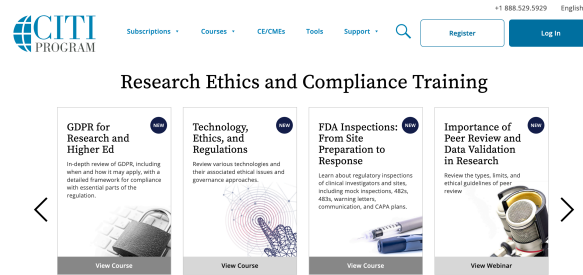 +1 888.529.5929 English
CITI
PROGRAM
Subscriptions Courses CE/CMEs Tools Support Register Log In
Research Ethics and Compliance Training
NEW
GDPR for
Research and
Higher Ed
In-depth review of GDPR, including
when and how it may apply, with a
detailed framework for compliance
with essential parts of the
regulation.
View Course
NEW
Technology,
Ethics, and
Regulations
Review various technologies and
their associated ethical issues and
governance approaches.
View Course
NEW
FDA Inspections:
From Site
Preparation to
Response
Learn about regulatory inspections
of clinical investigators and sites,
including mock inspections, 482s,
483s, warning letters,
communication, and CAPA plans.
View Course
NEW
Importance of
Peer Review and
Data Validation
in Research
Review the types, limits, and
ethical guidelines of peer
review
View Webinar